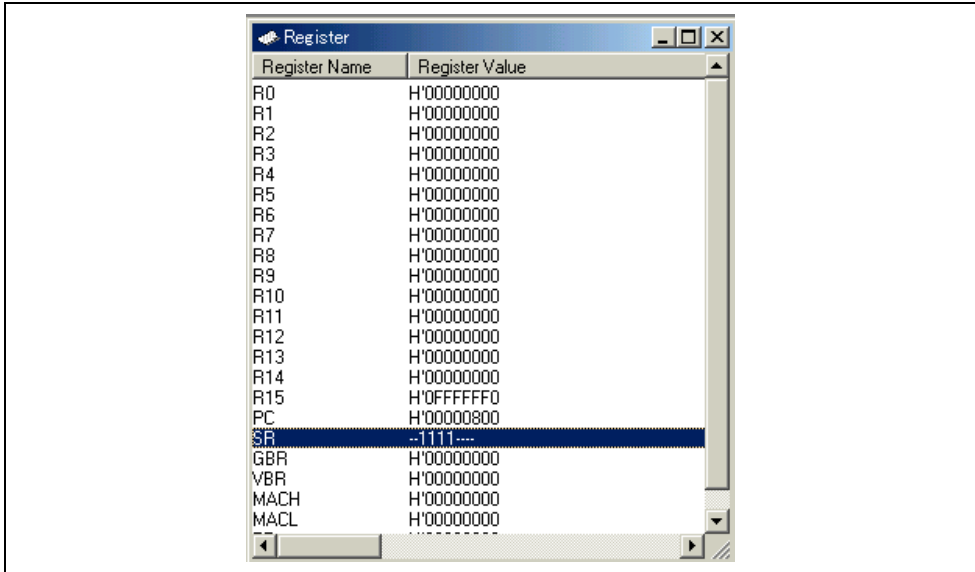 Register
Register Name Register Value
R0 H'00000000
R1 H'00000000
R2 H'00000000
R3 H'00000000
R4 H'00000000
R5 H'00000000
R6 H'00000000
R7 H'00000000
R8 H'00000000
R9 H'00000000
R10 H'00000000
R11 H'00000000
R12 H'00000000
R13 H'00000000
R14 H'00000000
R15 H'0FFFFFF0
PC H'00000800
SR --1111----
GBR H'00000000
VBR H'00000000
MACH H'00000000
MACL H'00000000